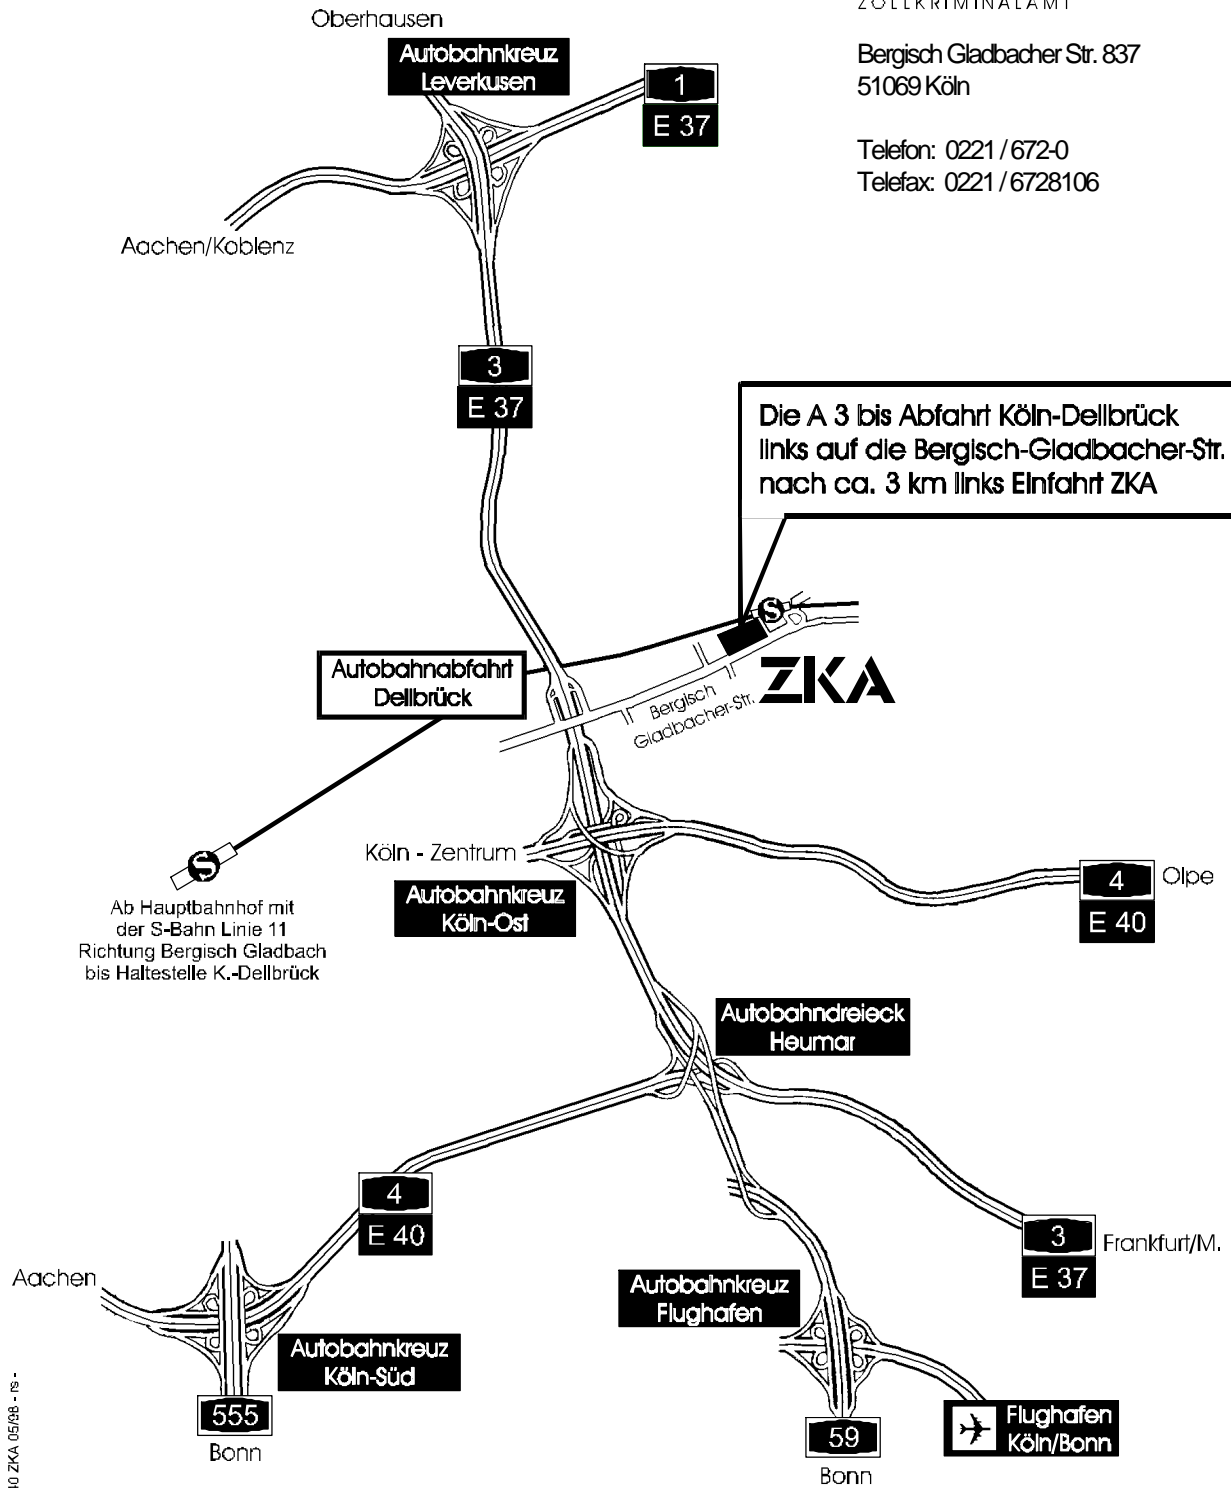 ZOLLKRIMINALAMT
Bergisch Gladbacher Str. 837
51069 Köln
Telefon: 0221 / 672-0
Telefax: 0221 / 6728106
Oberhausen
Autobahnkreuz
Leverkusen
1
E 37
Aachen/Koblenz
3
E 37
Die A 3 bis Abfahrt Köln-Dellbrück
links auf die Bergisch-Gladbacher-Str.
nach ca. 3 km links Einfahrt ZKA
S
Autobahnabfahrt
Dellbrück
ZKA
Bergisch
Gladbacher-Str.
S
Ab Hauptbahnhof mit
der S-Bahn Linie 11
Richtung Bergisch Gladbach
bis Haltestelle K.-Dellbrück
Köln - Zentrum
Autobahnkreuz
Köln-Ost
4
E 40
Olpe
Autobahndreieck
Heumar
4
E 40
3
E 37
Frankfurt/M.
Aachen
Autobahnkreuz
Köln-Süd
555
Bonn
Autobahnkreuz
Flughafen
59
Bonn
Flughafen
Köln/Bonn
ZKA 05/98 - rs -